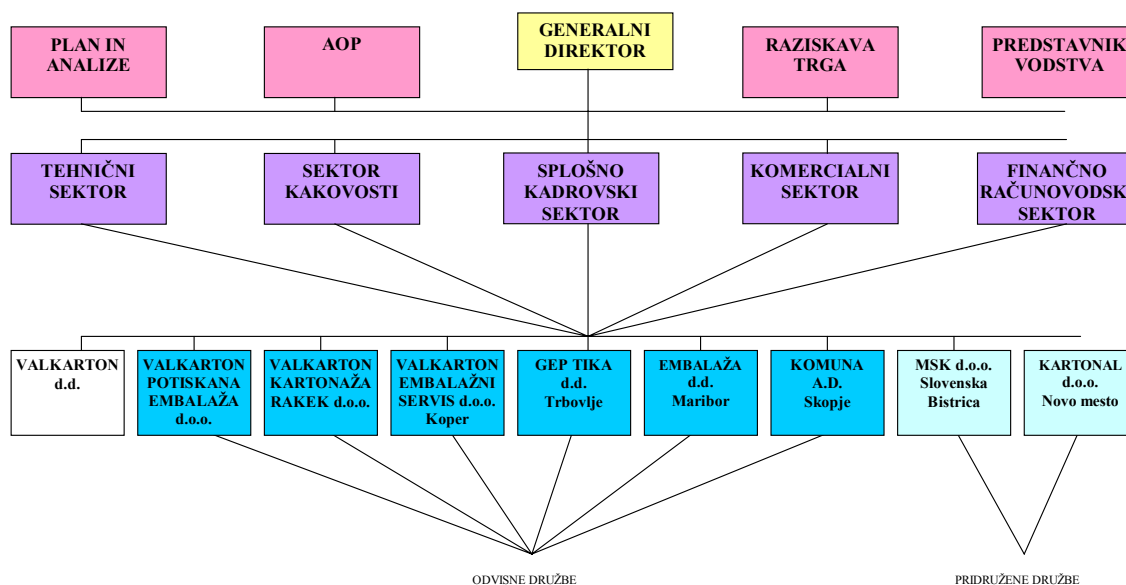 PLAN IN
ANALIZE
AOP
GENERALNI
DIREKTOR
RAZISKAVA
TRGA
PREDSTAVNIK
VODSTVA
TEHNIČNI
SEKTOR
SEKTOR
KAKOVOSTI
SPLOŠNO
KADROVSKI
SEKTOR
KOMERCIALNI
SEKTOR
FINANČNO
RAČUNOVODSK
SEKTOR
VALKARTON
d.d.
VALKARTON
POTISKANA
EMBALAŽA
d.o.o.
VALKARTON
KARTONAŽA
RAKEK d.o.o.
VALKARTON
EMBALAŽNI
SERVIS d.o.o.
Koper
GEP TIKA
d.d.
Trbovlje
EMBALAŽA
d.d.
Maribor
KOMUNA
A.D.
Skopje
MSK d.o.o.
Slovenska
Bistrica
KARTONAL
d.o.o.
Novo mesto
ODVISNE DRUŽBE
PRIDRUŽENE DRUŽBE